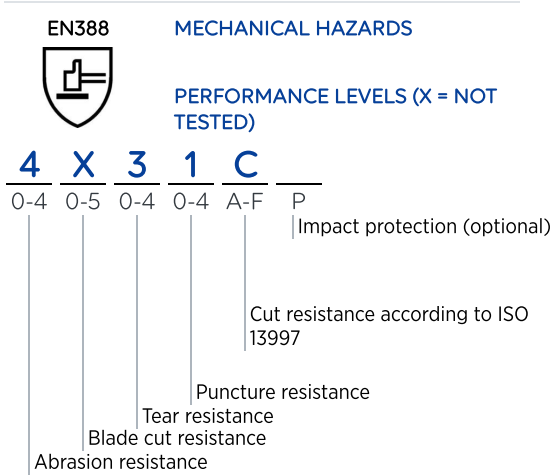 EN388
MECHANICAL HAZARDS
PERFORMANCE LEVELS (X = NOT
TESTED)
4 X 3 1 C
0-4 0-5 0-4 0-4 A-F P
Impact protection (optional)
Cut resistance according to ISO
13997
Puncture resistance
Tear resistance
Blade cut resistance
Abrasion resistance